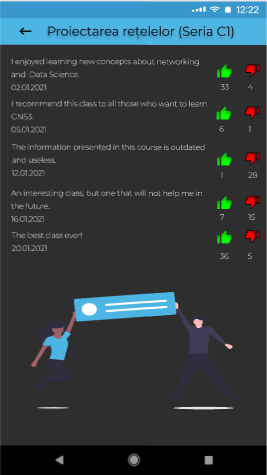 12:22
Proiectarea rețelelor (Seria C1)
I enjoyed learning new concepts about networking
and Data Science.
02.01.2021
33 4
I recommend this class to all those who want to learn
GNS3.
05.01.2021
6 1
The information presented in this course is outdated
and useless.
12.01.2021
1 28
An interesting class, but one that will not help me in
the future.
16.01.2021
7 15
The best class ever!
20.01.2021
36 5